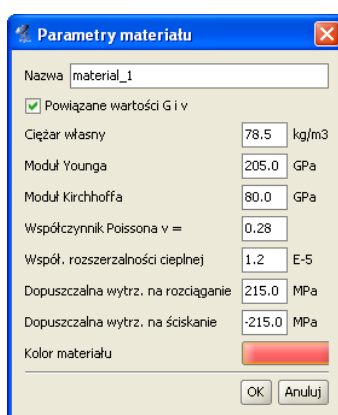 Parametry materiału
Nazwa material_1
Powiązane wartości G i v
Ciężar własny 78.5 kg/m3
Moduł Younga 205.0 GPa
Moduł Kirchhoffa 80.0 GPa
Współczynnik Poissona v = 0.28
Współ. rozszerzalności cieplnej 1.2 E-5
Dopuszczalna wytrz. na rozciąganie 215.0 MPa
Dopuszczalna wytrz. na ściskanie -215.0 MPa
Kolor materiału
OK Anuluj